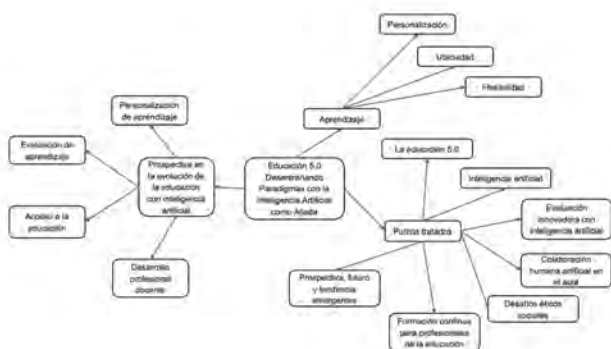 Personalización
Ubicuidad
Flexibilidad
Aprendizaje
Personalización
de aprendizaje
Evaluación de
aprendizaje
Acceso a la
educación
Prospectiva en
la evolución de
la educación
con inteligencia
artificial.
Desarrollo
profesional
docente
Educación 5.0
Desentrañando
Paradigmas con la
Inteligencia Artificial
como Aliada
La educación 5.0
Inteligencia artificial
Evaluación
innovadora con
inteligencia artificial
Puntos tratados
Colaboración
humana artificial en
el aula
Desafíos éticos
sociales
Formación continua
para profesionales
de la educación
Prospectiva, futuro
y tendencia
emergentes